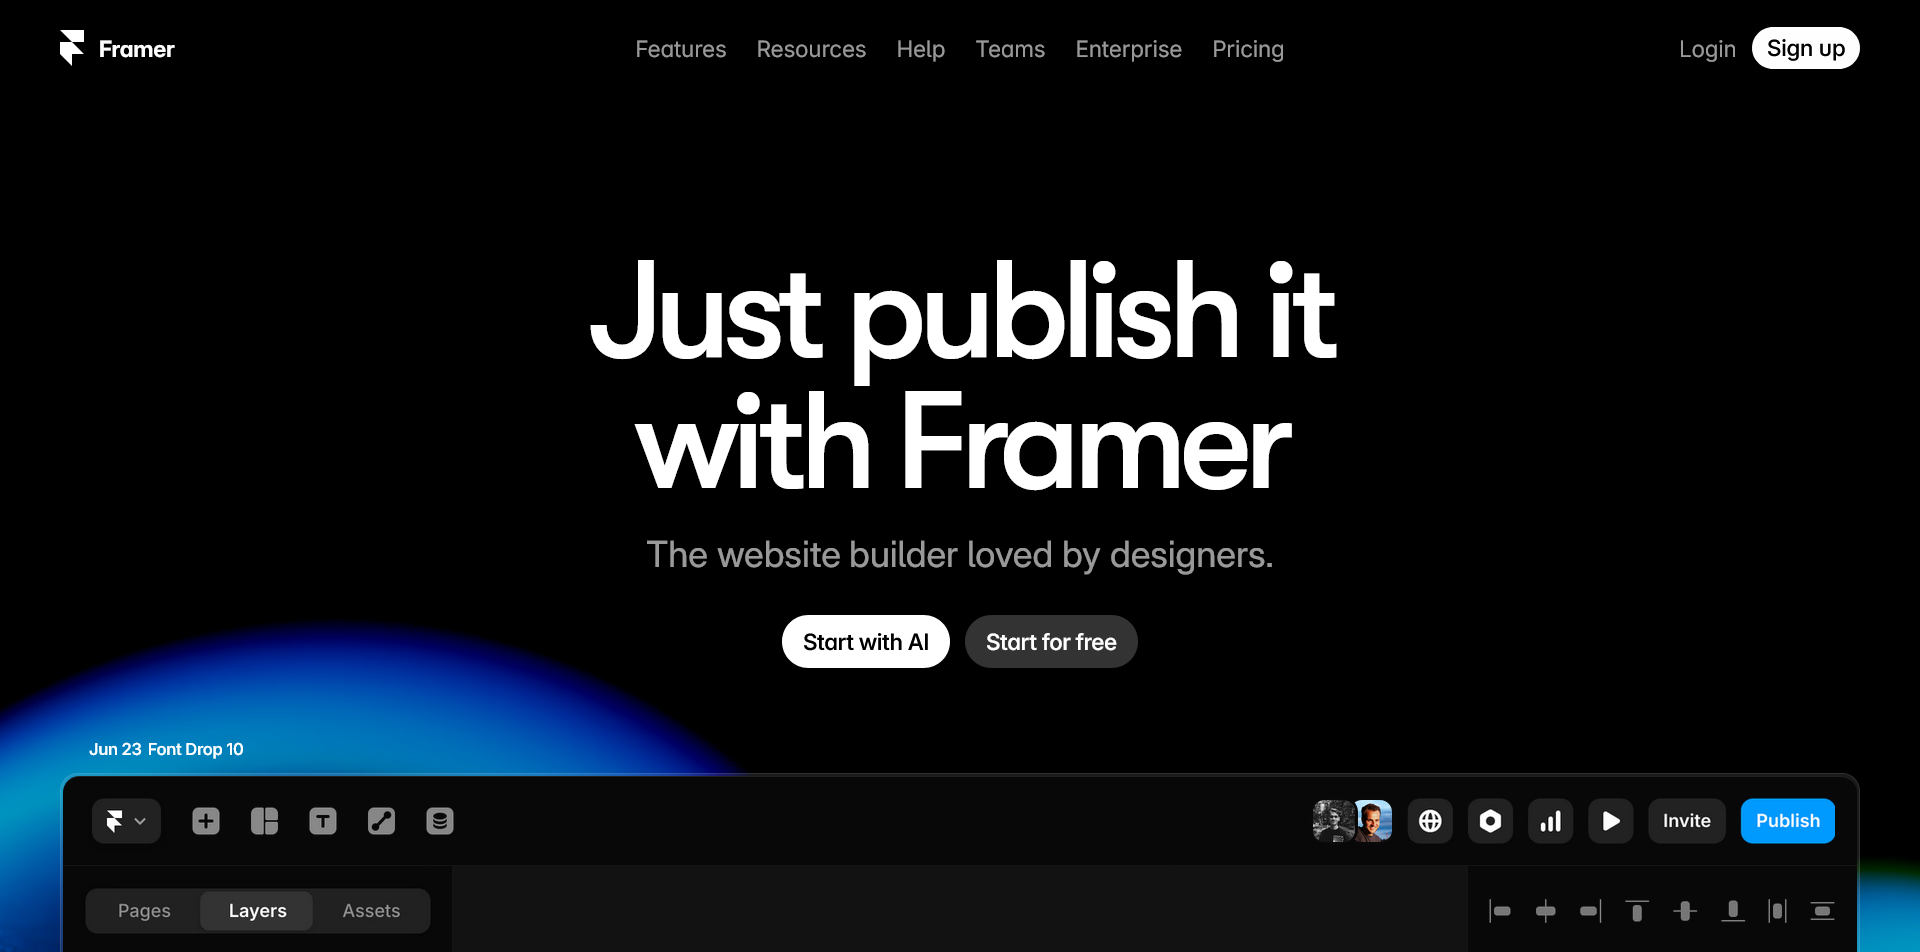 Framer
Features Resources Help Teams Enterprise Pricing
Login Sign up
Just publish it
with Framer
The website builder loved by designers.
Start with AI Start for free
Jun 23 Font Drop 10
Invite Publish
Pages Layers Assets